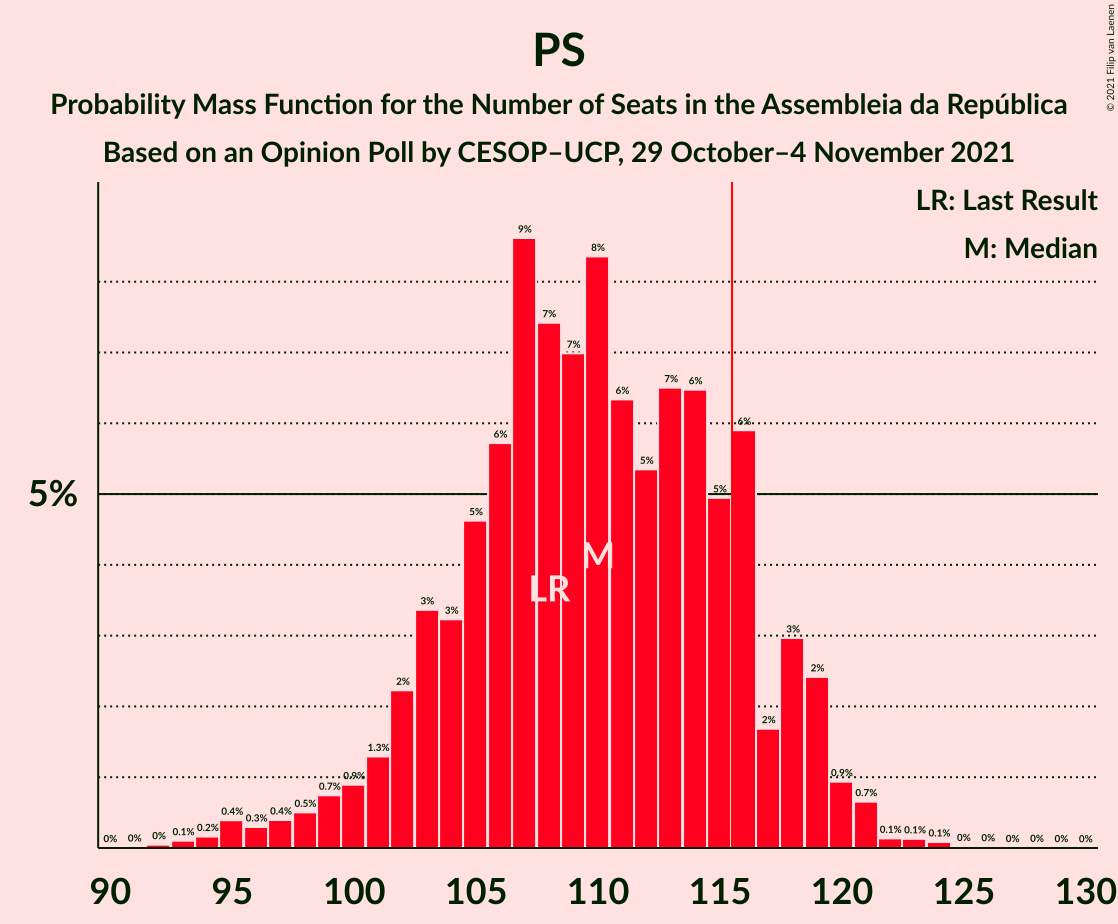 PS
Probability Mass Function for the Number of Seats in the Assembleia da República
Based on an Opinion Poll by CESOP–UCP, 29 October–4 November 2021
© 2021 Filip van Laenen
LR: Last Result
M: Median
5%
0% 0% 0% 0.1% 0.2% 0.4% 0.3% 0.4% 0.5% 0.7% 0.9% 1.3% 2% 3% 3% 5% 6% 9% 7% 7% 8% 6% 5% 7% 6% 5% 6% 2% 3% 2% 0.9% 0.7% 0.1% 0.1% 0.1% 0% 0% 0% 0% 0% 0%
M
LR
90 95 100 105 110 115 120 125 130